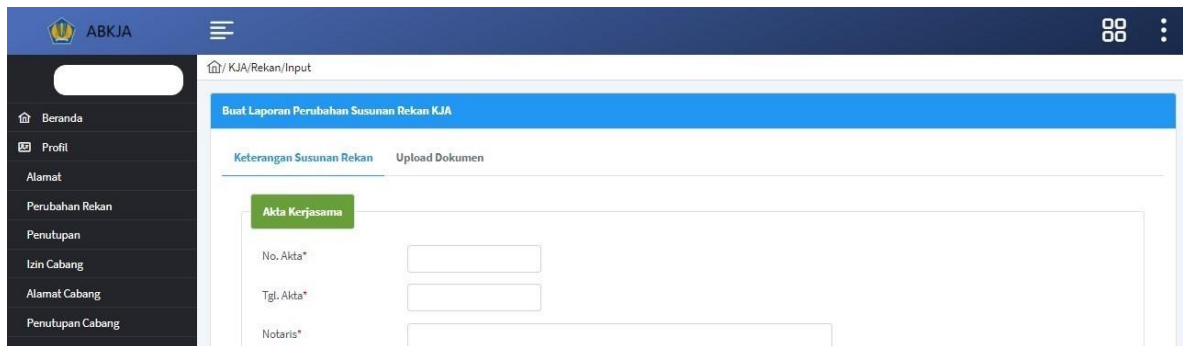 ABKJA
/ KJA/Rekan/Input
Buat Laporan Perubahan Susunan Rekan KJA
Beranda
Profil
Alamat
Perubahan Rekan
Penutupan
Izin Cabang
Alamat Cabang
Penutupan Cabang
Keterangan Susunan Rekan Upload Dokumen
Akta Kerjasama
No. Akta*
Tgl. Akta*
Notaris*